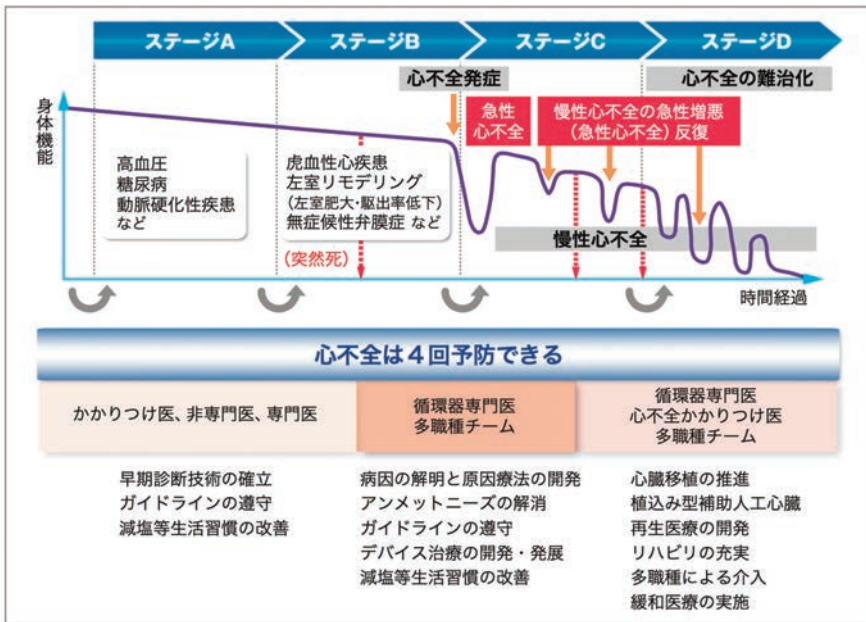 ステージA
ステージB
ステージC
ステージD
心不全発症
心不全の難治化
身体機能
急性
心不全
慢性心不全の急性増悪
(急性心不全)反復
高血圧
糖尿病
動脈硬化性疾患
など
虚血性心疾患
左室リモデリング
(左室肥大・駆出率低下)
無症候性弁膜症 など
慢性心不全
(突然死)
時間経過
心不全は4回予防できる
かかりつけ医、非専門医、専門医
循環器専門医
多職種チーム
循環器専門医
心不全かかりつけ医
多職種チーム
早期診断技術の確立
ガイドラインの遵守
減塩等生活習慣の改善
病因の解明と原因療法の開発
アンメットニーズの解消
ガイドラインの遵守
デバイス治療の開発・発展
減塩等生活習慣の改善
心臓移植の推進
植込み型補助人工心臓
再生医療の開発
リハビリの充実
多職種による介入
緩和医療の実施